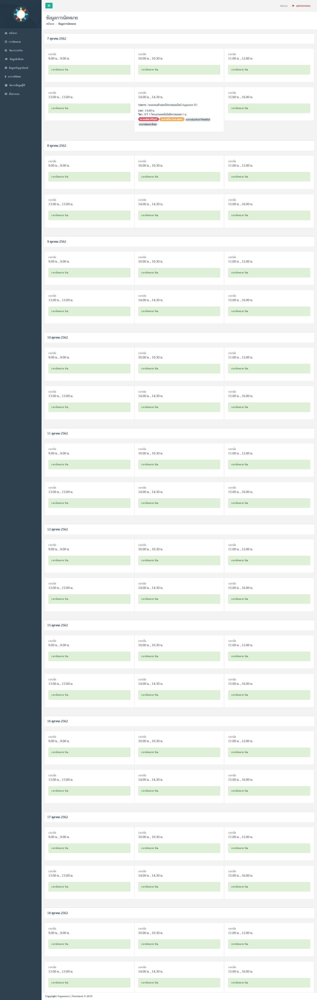 Admin ออกจากระบบ
ข้อมูลการนัดหมาย
หน้าแรก / ข้อมูลการนัดหมาย
หน้าแรก
การนัดหมาย
จัดการรายวิชา
ข้อมูลนักศึกษา
ข้อมูลปริญญานิพนธ์
อาจารย์พิเศษ
จัดการข้อมูลผู้ใช้
ตั้งค่าระบบ
7 ตุลาคม 2562
เวลานัด เวลานัด เวลานัด
9.00 น. , 9.00 น. 10.00 น. , 10.30 น. 11.00 น. , 12.00 น.
เวลานัดหมาย ว่าง. เวลานัดหมาย ว่าง. เวลานัดหมาย ว่าง.
เวลานัด เวลานัด เวลานัด
13.00 น. , 13.00 น. 14.00 น. , 14.30 น. 15.00 น. , 16.00 น.
เวลานัดหมาย ว่าง. เวลานัดหมาย ว่าง.
รายการ : ระบบจองคิวสอบโปรเจคออนไลน์ (Appoint-IT)
เวลา : 14.00 น.
วิชา : IFT 1 โครงงานเทคโนโลยีสารสนเทศ 1 น.
8 ตุลาคม 2562
เวลานัด เวลานัด เวลานัด
9.00 น. , 9.00 น. 10.00 น. , 10.30 น. 11.00 น. , 12.00 น.
เวลานัดหมาย ว่าง. เวลานัดหมาย ว่าง. เวลานัดหมาย ว่าง.
เวลานัด เวลานัด เวลานัด
13.00 น. , 13.00 น. 14.00 น. , 14.30 น. 15.00 น. , 16.00 น.
เวลานัดหมาย ว่าง. เวลานัดหมาย ว่าง. เวลานัดหมาย ว่าง.
9 ตุลาคม 2562
เวลานัด เวลานัด เวลานัด
9.00 น. , 9.00 น. 10.00 น. , 10.30 น. 11.00 น. , 12.00 น.
เวลานัดหมาย ว่าง. เวลานัดหมาย ว่าง. เวลานัดหมาย ว่าง.
เวลานัด เวลานัด เวลานัด
13.00 น. , 13.00 น. 14.00 น. , 14.30 น. 15.00 น. , 16.00 น.
เวลานัดหมาย ว่าง. เวลานัดหมาย ว่าง. เวลานัดหมาย ว่าง.
10 ตุลาคม 2562
เวลานัด เวลานัด เวลานัด
9.00 น. , 9.00 น. 10.00 น. , 10.30 น. 11.00 น. , 12.00 น.
เวลานัดหมาย ว่าง. เวลานัดหมาย ว่าง. เวลานัดหมาย ว่าง.
เวลานัด เวลานัด เวลานัด
13.00 น. , 13.00 น. 14.00 น. , 14.30 น. 15.00 น. , 16.00 น.
เวลานัดหมาย ว่าง. เวลานัดหมาย ว่าง. เวลานัดหมาย ว่าง.
11 ตุลาคม 2562
เวลานัด เวลานัด เวลานัด
9.00 น. , 9.00 น. 10.00 น. , 10.30 น. 11.00 น. , 12.00 น.
เวลานัดหมาย ว่าง. เวลานัดหมาย ว่าง. เวลานัดหมาย ว่าง.
เวลานัด เวลานัด เวลานัด
13.00 น. , 13.00 น. 14.00 น. , 14.30 น. 15.00 น. , 16.00 น.
เวลานัดหมาย ว่าง. เวลานัดหมาย ว่าง. เวลานัดหมาย ว่าง.
12 ตุลาคม 2562
เวลานัด เวลานัด เวลานัด
9.00 น. , 9.00 น. 10.00 น. , 10.30 น. 11.00 น. , 12.00 น.
เวลานัดหมาย ว่าง. เวลานัดหมาย ว่าง. เวลานัดหมาย ว่าง.
เวลานัด เวลานัด เวลานัด
13.00 น. , 13.00 น. 14.00 น. , 14.30 น. 15.00 น. , 16.00 น.
เวลานัดหมาย ว่าง. เวลานัดหมาย ว่าง. เวลานัดหมาย ว่าง.
15 ตุลาคม 2562
เวลานัด เวลานัด เวลานัด
9.00 น. , 9.00 น. 10.00 น. , 10.30 น. 11.00 น. , 12.00 น.
เวลานัดหมาย ว่าง. เวลานัดหมาย ว่าง. เวลานัดหมาย ว่าง.
เวลานัด เวลานัด เวลานัด
13.00 น. , 13.00 น. 14.00 น. , 14.30 น. 15.00 น. , 16.00 น.
เวลานัดหมาย ว่าง. เวลานัดหมาย ว่าง. เวลานัดหมาย ว่าง.
16 ตุลาคม 2562
เวลานัด เวลานัด เวลานัด
9.00 น. , 9.00 น. 10.00 น. , 10.30 น. 11.00 น. , 12.00 น.
เวลานัดหมาย ว่าง. เวลานัดหมาย ว่าง. เวลานัดหมาย ว่าง.
เวลานัด เวลานัด เวลานัด
13.00 น. , 13.00 น. 14.00 น. , 14.30 น. 15.00 น. , 16.00 น.
เวลานัดหมาย ว่าง. เวลานัดหมาย ว่าง. เวลานัดหมาย ว่าง.
17 ตุลาคม 2562
เวลานัด เวลานัด เวลานัด
9.00 น. , 9.00 น. 10.00 น. , 10.30 น. 11.00 น. , 12.00 น.
เวลานัดหมาย ว่าง. เวลานัดหมาย ว่าง. เวลานัดหมาย ว่าง.
เวลานัด เวลานัด เวลานัด
13.00 น. , 13.00 น. 14.00 น. , 14.30 น. 15.00 น. , 16.00 น.
เวลานัดหมาย ว่าง. เวลานัดหมาย ว่าง. เวลานัดหมาย ว่าง.
18 ตุลาคม 2562
เวลานัด เวลานัด เวลานัด
9.00 น. , 9.00 น. 10.00 น. , 10.30 น. 11.00 น. , 12.00 น.
เวลานัดหมาย ว่าง. เวลานัดหมาย ว่าง. เวลานัดหมาย ว่าง.
เวลานัด เวลานัด เวลานัด
13.00 น. , 13.00 น. 14.00 น. , 14.30 น. 15.00 น. , 16.00 น.
เวลานัดหมาย ว่าง. เวลานัดหมาย ว่าง. เวลานัดหมาย ว่าง.
Copyright Napassorn | Preedarat © 2019